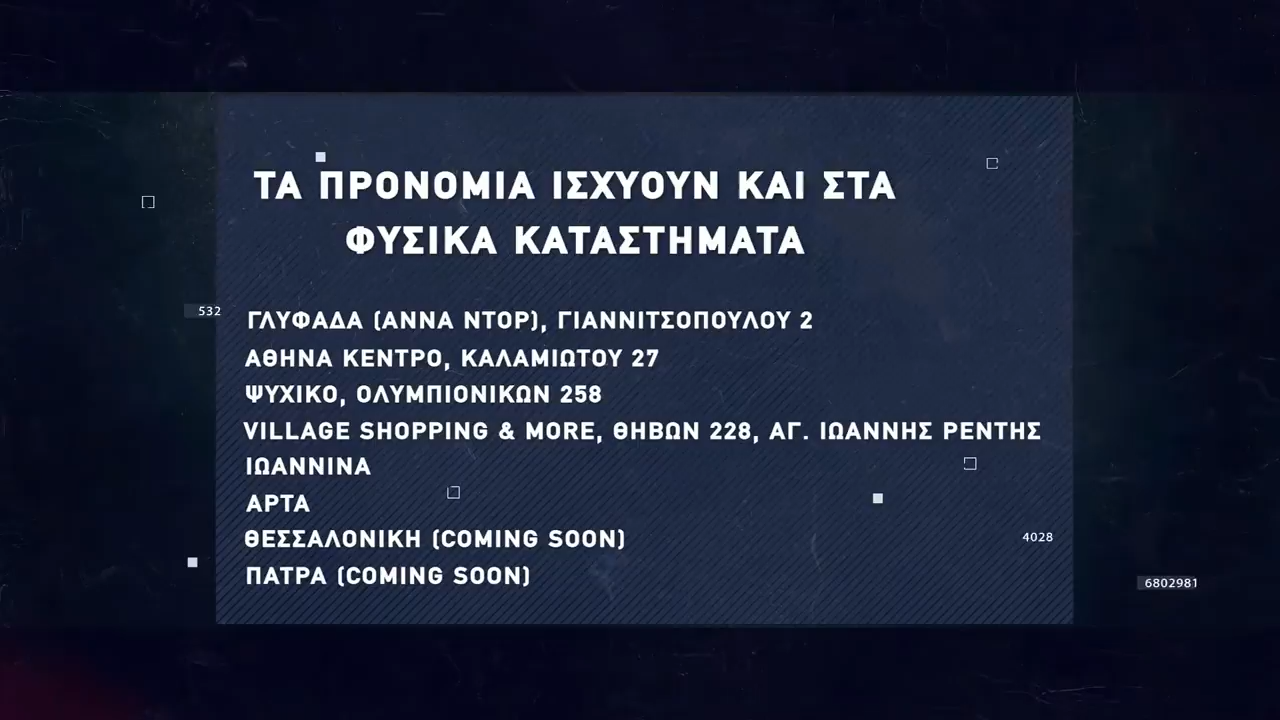 ΤΑ ΠΡΟΝΟΜΙΑ ΙΣΧΥΟΥΝ ΚΑΙ ΣΤΑ
ΦΥΣΙΚΑ ΚΑΤΑΣΤΗΜΑΤΑ
532
ΓΛΥΦΑΔΑ (ΑΝΝΑ ΝΤΟΡ), ΓΙΑΝΝΙΤΣΟΠΟΥΛΟΥ 2
ΑΘΗΝΑ ΚΕΝΤΡΟ, ΚΑΛΑΜΙΩΤΟΥ 27
ΨΥΧΙΚΟ, ΟΛΥΜΠΙΟΝΙΚΩΝ 258
VILLAGE SHOPPING & MORE, ΘΗΒΩΝ 228, ΑΓ. ΙΩΑΝΝΗΣ ΡΕΝΤΗΣ
ΙΩΑΝΝΙΝΑ
ΑΡΤΑ
ΘΕΣΣΑΛΟΝΙΚΗ (COMING SOON)
4028
ΠΑΤΡΑ (COMING SOON)
6802981